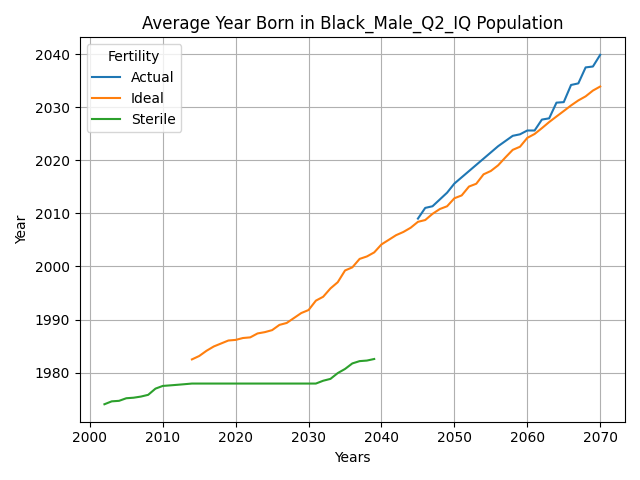 Average Year Born in Black_Male_Q2_IQ Population
Fertility
Actual
Ideal
Sterile
Year
2040
2030
2020
2010
2000
1990
1980
2000 2010 2020 2030 2040 2050 2060 2070
Years